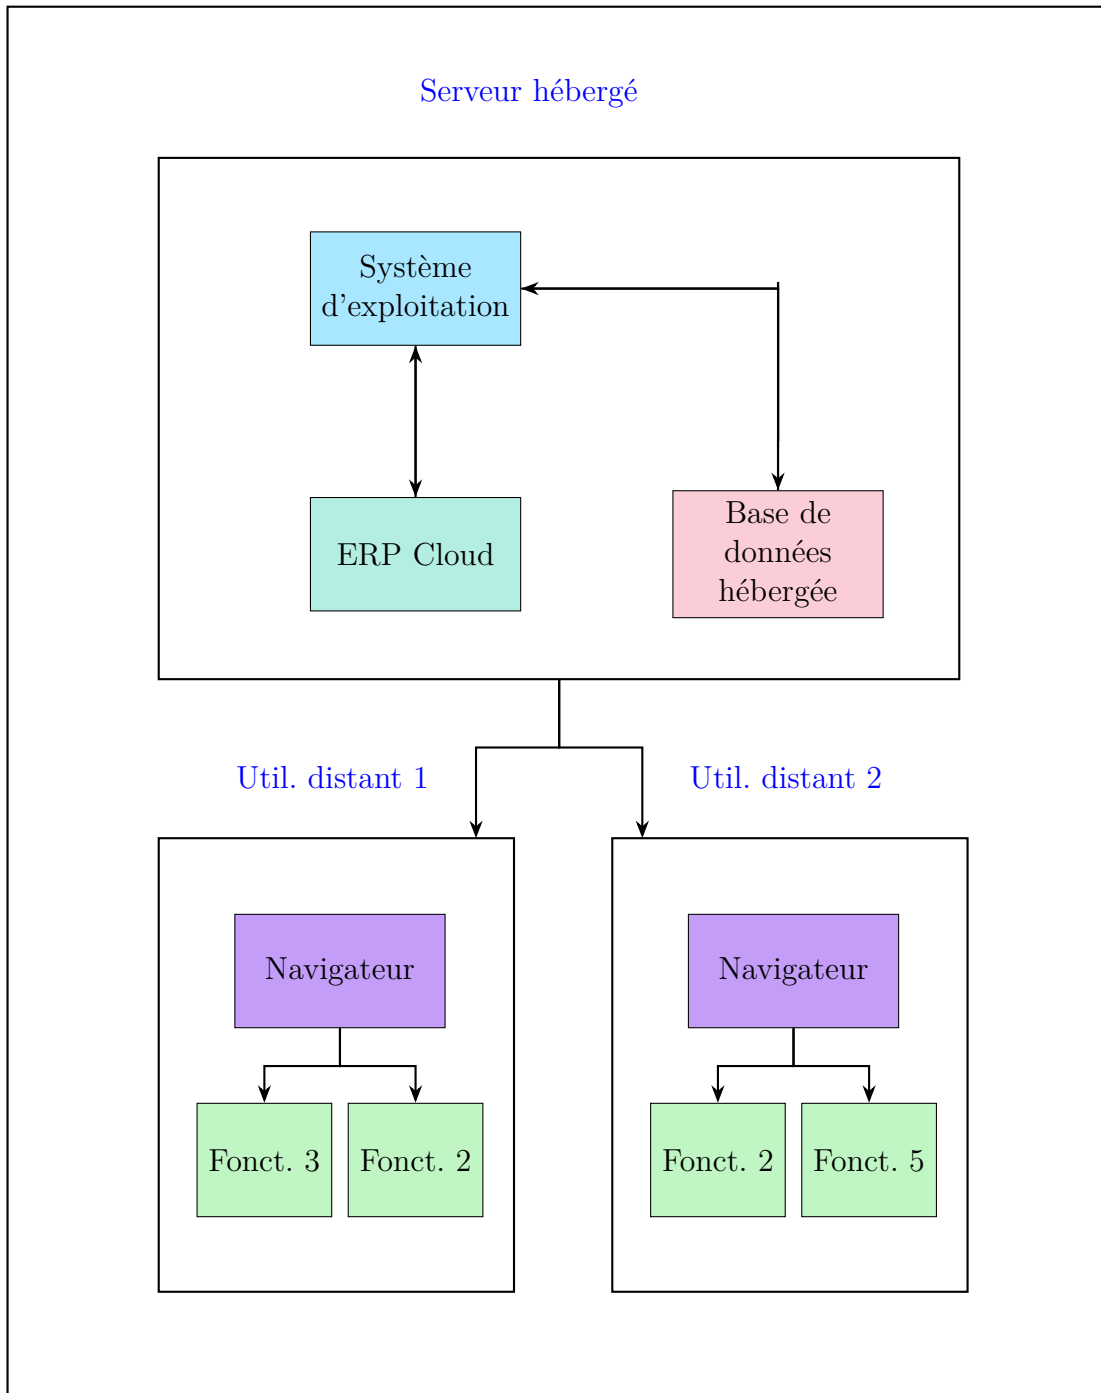 Serveur hébergé
Système
d'exploitation
ERP Cloud
Base de
données
hébergée
Util. distant 1
Util. distant 2
Navigateur
Navigateur
Fonct. 3
Fonct. 2
Fonct. 2
Fonct. 5